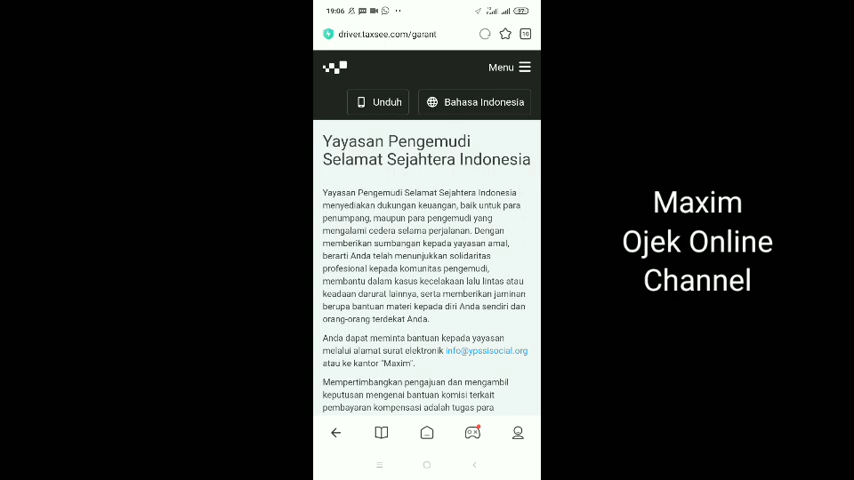 19:06
37
driver.taxsee.com/garant
10
Menu
Unduh
Bahasa Indonesia
Yayasan Pengemudi
Selamat Sejahtera Indonesia
Yayasan Pengemudi Selamat Sejahtera Indonesia
menyediakan dukungan keuangan, baik untuk para
penumpang, maupun para pengemudi yang
mengalami cedera selama perjalanan. Dengan
memberikan sumbangan kepada yayasan amal,
berarti Anda telah menunjukkan solidaritas
profesional kepada komunitas pengemudi,
membantu dalam kasus kecelakaan lalu lintas atau
keadaan darurat lainnya, serta memberikan jaminan
berupa bantuan materi kepada diri Anda sendiri dan
orang-orang terdekat Anda.
Anda dapat meminta bantuan kepada yayasan
melalui alamat surat elektronik info@ypssisocial.org
atau ke kantor "Maxim".
Mempertimbangkan pengajuan dan mengambil
keputusan mengenai bantuan komisi terkait
pembayaran kompensasi adalah tugas para
Maxim
Ojek Online
Channel